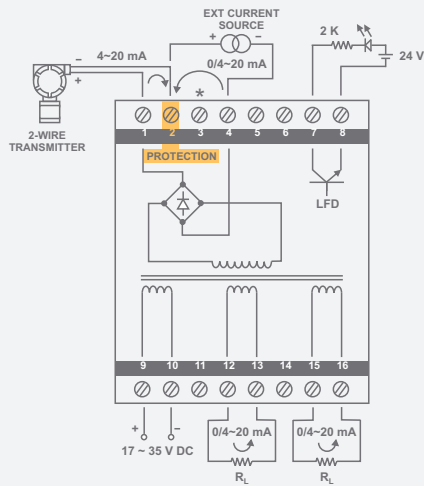 EXT CURRENT
SOURCE
+ −
0/4~20 mA
4~20 mA
−
+
*
2 K
24 V
2-WIRE
TRANSMITTER
1 2 3 4 5 6 7 8
PROTECTION
LFD
9 10 11 12 13 14 15 16
+ −
17 ~ 35 V DC
0/4~20 mA
RL
0/4~20 mA
RL